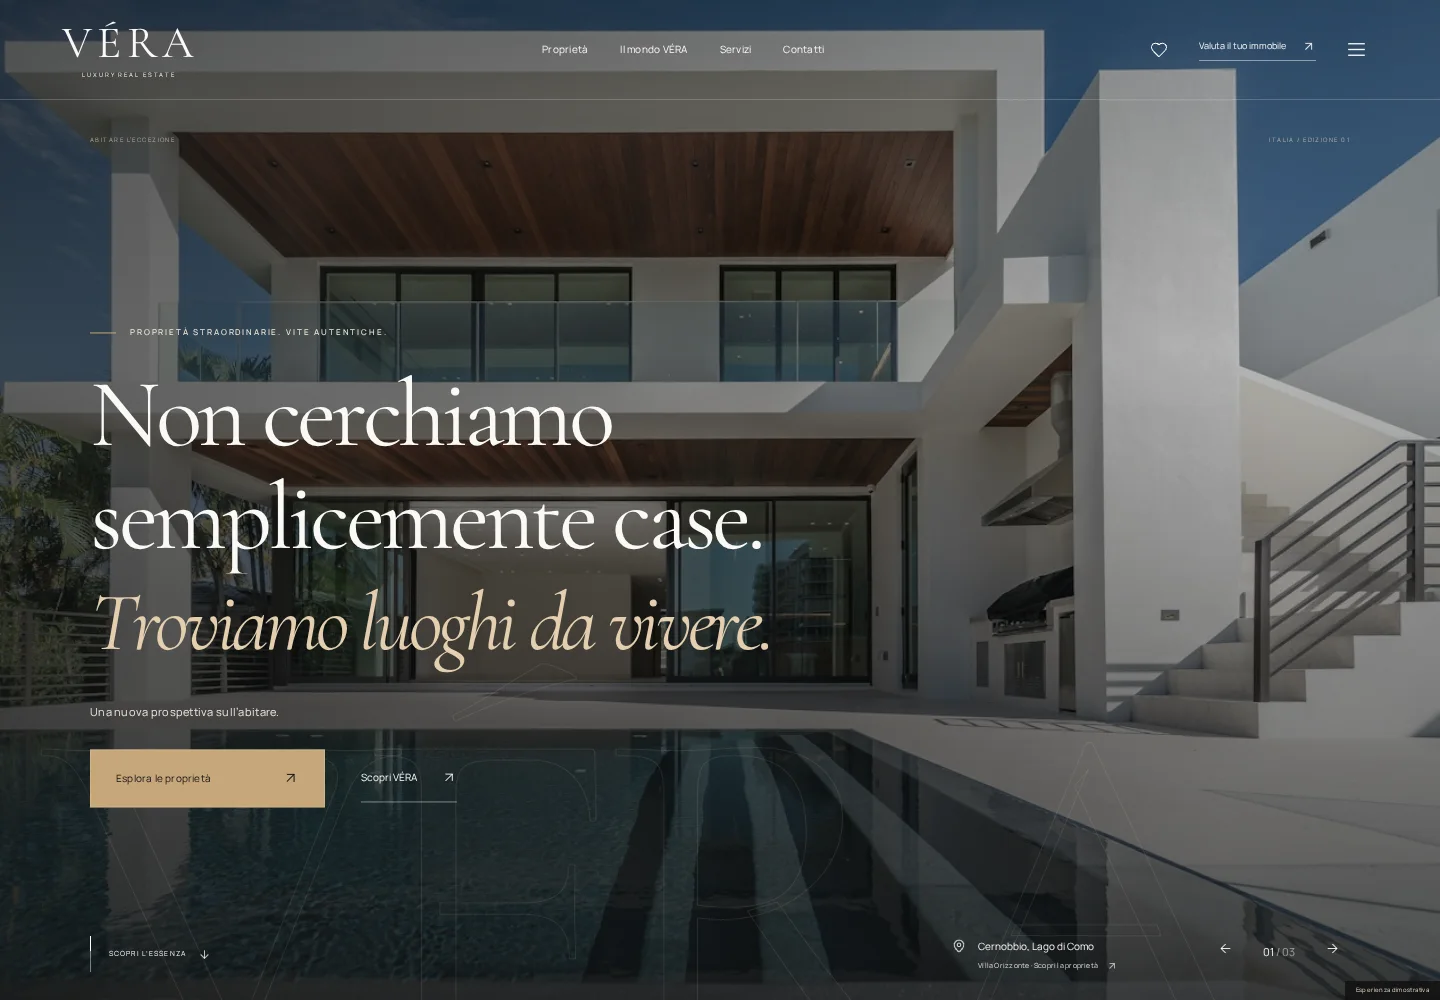 VÉRA
LUXURY REAL ESTATE
Proprietà
Il mondo VÉRA
Servizi
Contatti
Valuta il tuo immobile
ABITARE L'ECCEZIONE
ITALIA / EDIZIONE 01
PROPRIETÀ STRAORDINARIE. VITE AUTENTICHE.
Non cerchiamo
semplicemente case.
Troviamo luoghi da vivere.
Una nuova prospettiva sull'abitare.
Esplora le proprietà
Scopri VÉRA
VÉRA
SCOPRI L'ESSENZA
Cernobbio, Lago di Como
Villa Orizzonte · Scopri la proprietà
01 / 03
Esperienza dimostrativa